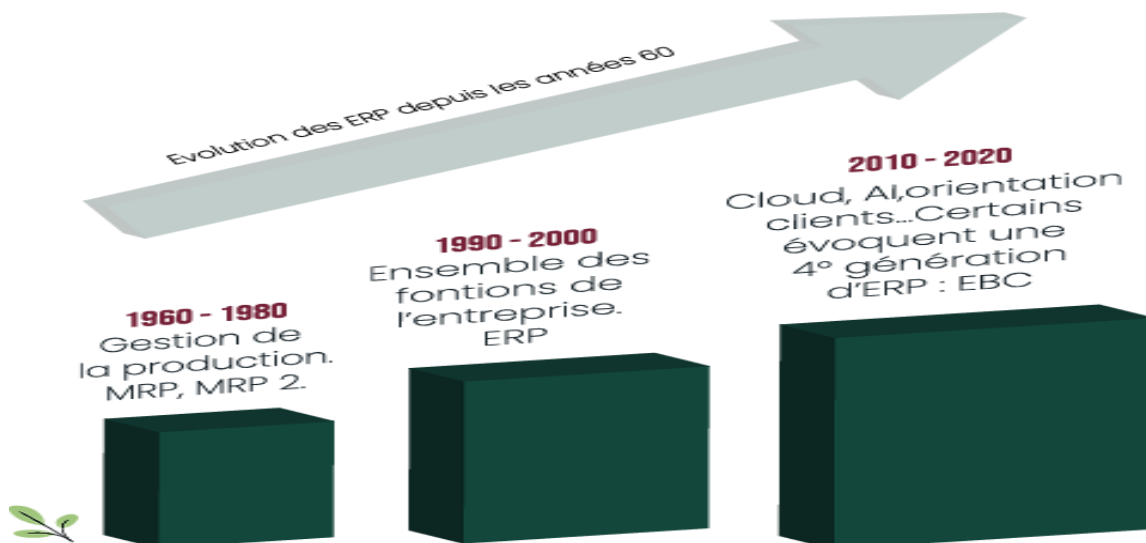 Evolution des ERP depuis les années 60
1960 - 1980
Gestion de
la production.
MRP, MRP 2.
1990 - 2000
Ensemble des
fontions de
l'entreprise.
ERP
2010 - 2020
Cloud, AI,orientation
clients...Certains
évoquent une
4° génération
d'ERP : EBC